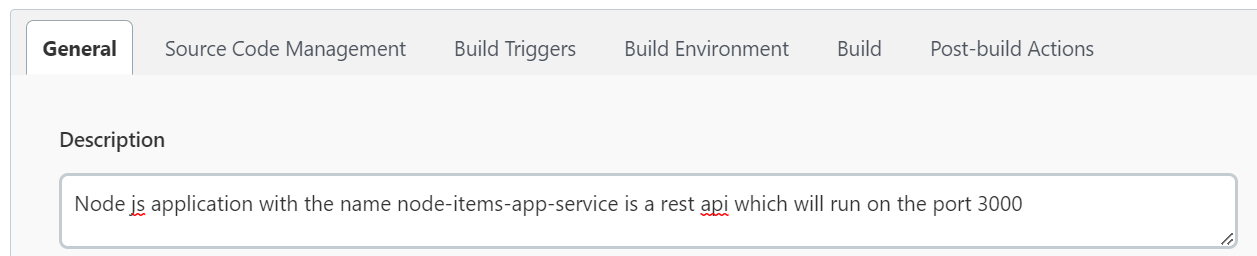 General Source Code Management Build Triggers Build Environment Build Post-build Actions
Description
Node js application with the name node-items-app-service is a rest api which will run on the port 3000